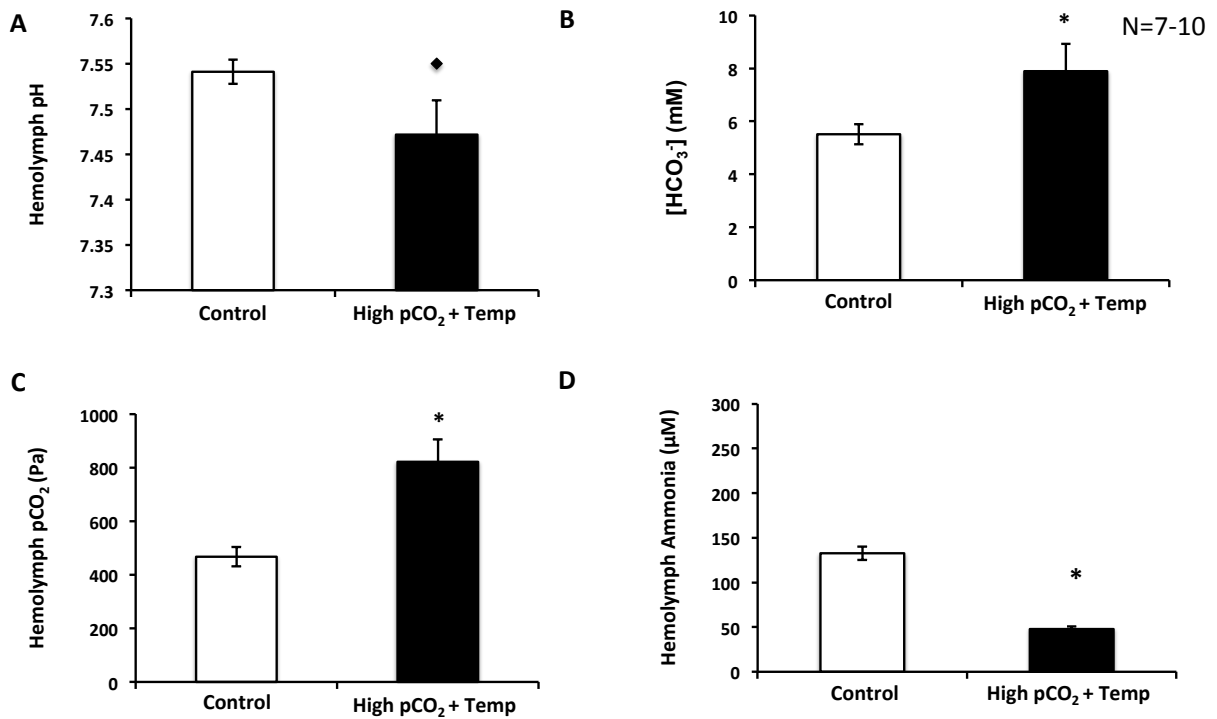 A
Hemolymph pH
7.6
7.55
7.5
7.45
7.4
7.35
7.3
◆
Control
High pCO₂ + Temp
B
N=7-10
[HCO₃⁻] (mM)
10
8
6
4
2
0
*
Control
High pCO₂ + Temp
C
Hemolymph pCO₂ (Pa)
1000
800
600
400
200
0
*
Control
High pCO₂ + Temp
D
Hemolymph Ammonia (μM)
300
250
200
150
100
50
0
*
Control
High pCO₂ + Temp